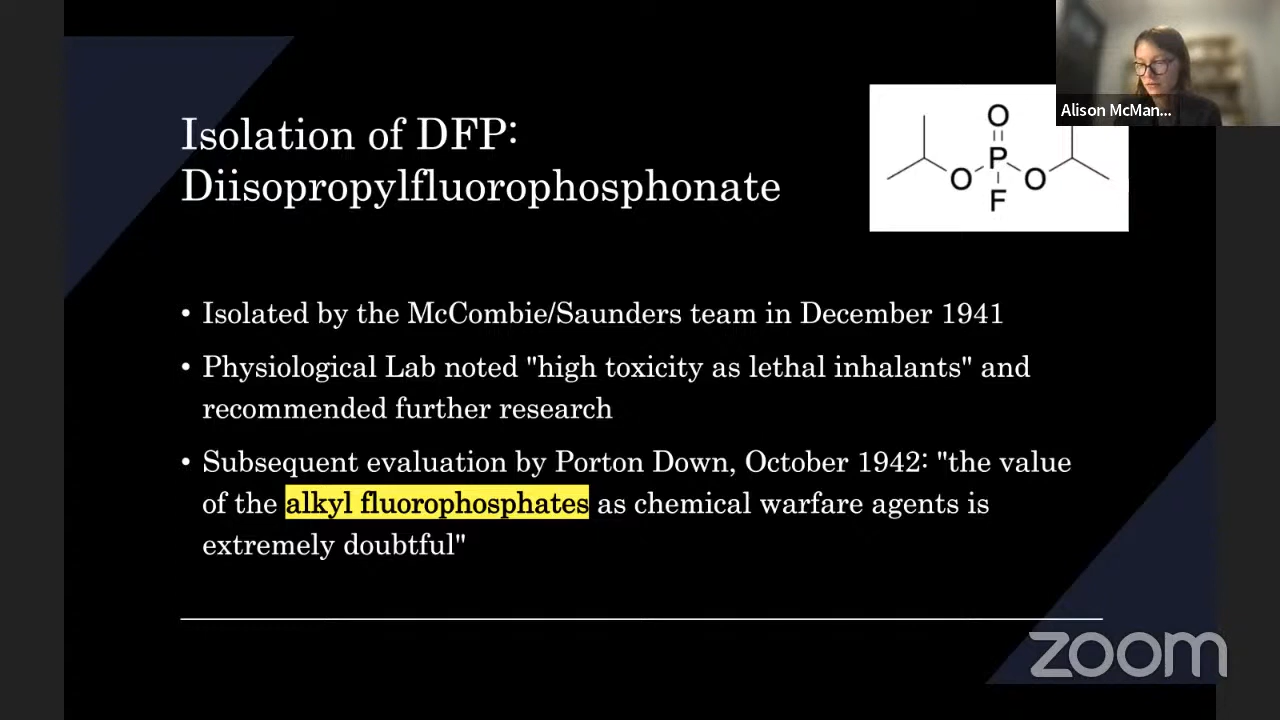 Isolation of DFP:
Diisopropylfluorophosphonate
O
P
O
O
F
Alison McMan...
• Isolated by the McCombie/Saunders team in December 1941
• Physiological Lab noted "high toxicity as lethal inhalants" and
recommended further research
• Subsequent evaluation by Porton Down, October 1942: "the value
of the alkyl fluorophosphates as chemical warfare agents is
extremely doubtful"
zoom